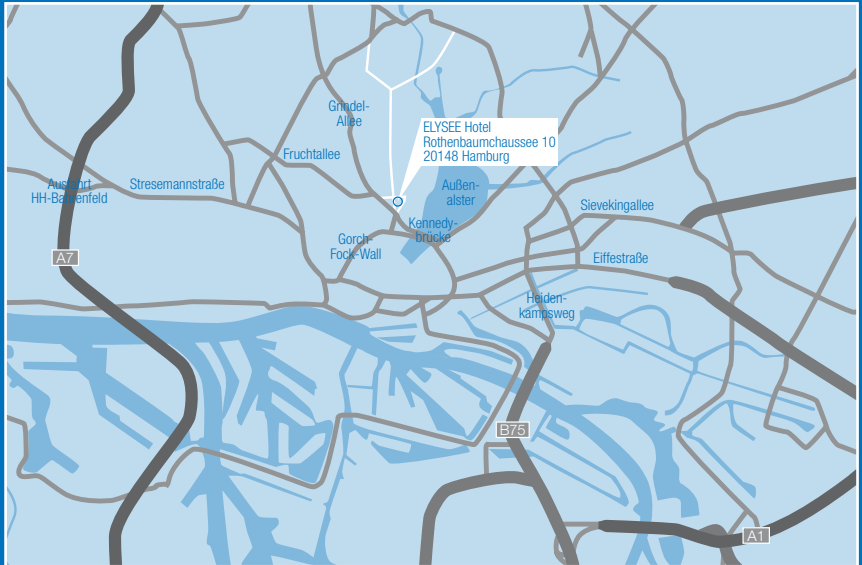 Grindel-
Allee
ELYSEE Hotel
Rothenbaumchaussee 10
20148 Hamburg
Fruchtallee
Ausfahrt
HH-Bahrenfeld
Stresemannstraße
Außen-
alster
Sievekingallee
Kennedy-
brücke
Gorch-
Fock-Wall
A7
Eiffestraße
Heiden-
kampsweg
B75
A1